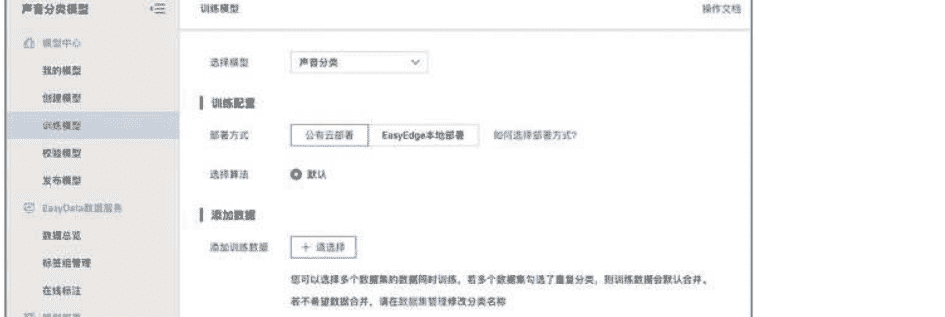 声音分类模型
模型中心
我的模型
创建模型
训练模型
校验模型
发布模型
EasyData数据服务
数据总览
标签组管理
在线标注
训练模型
操作文档
选择模型 声音分类
训练配置
部署方式 公有云部署 EasyEdge本地部署 如何选择部署方式?
选择算法 默认
添加数据
添加训练数据 + 请选择
您可以选择多个数据集的数据同时训练。若多个数据集勾选了重复分类，则训练数据会默认合并。
若不希望数据合并，请在数据集管理修改分类名称